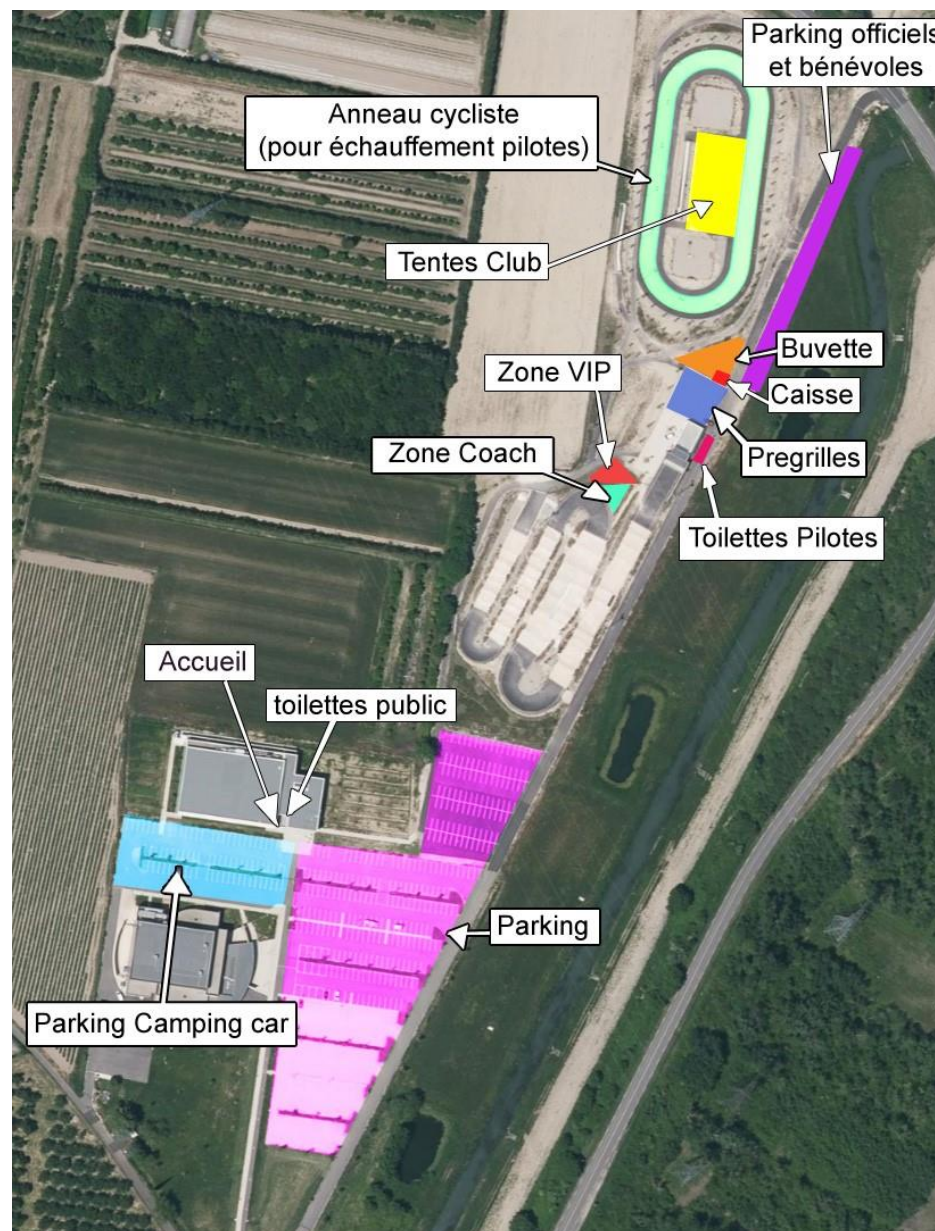 Parking officiels
et bénévoles
Anneau cycliste
(pour échauffement pilotes)
Tentes Club
Buvette
Zone VIP
Caisse
Zone Coach
Pregrilles
Toilettes Pilotes
Accueil
toilettes public
Parking
Parking Camping car